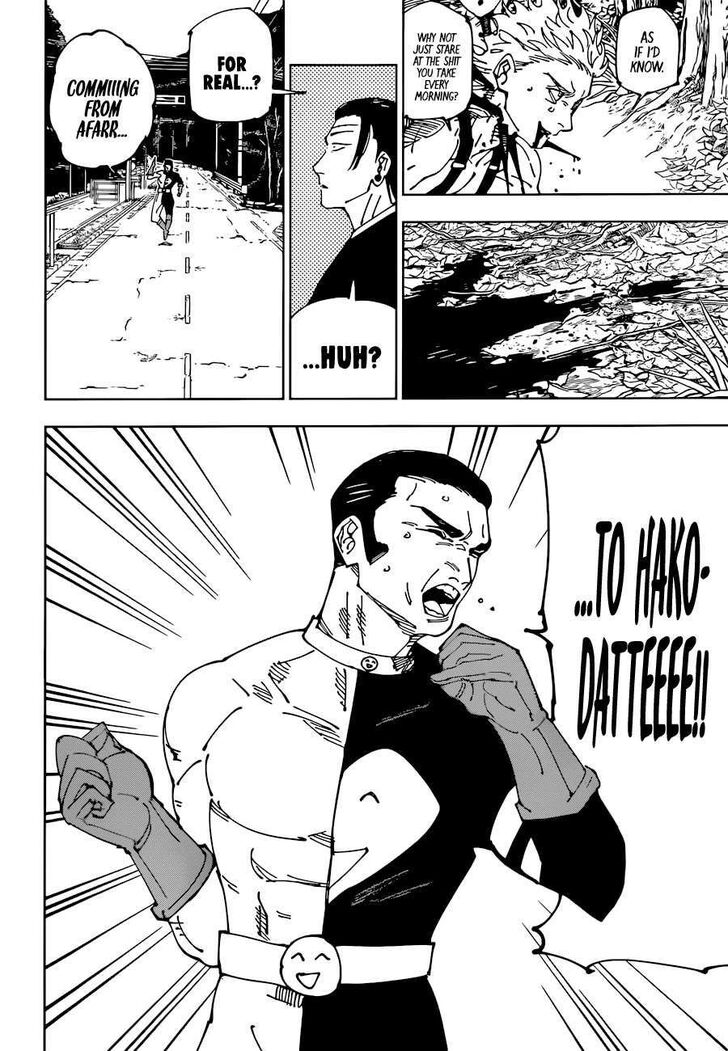 AS
IF I'D
KNOW.
WHY NOT
JUST STARE
AT THE SHIT
YOU TAKE
EVERY
MORNING?
FOR
REAL...?
...HUH?
COMMIIING
FROM
AFARR...
...TO HAKO-
DATTEEEEE!!